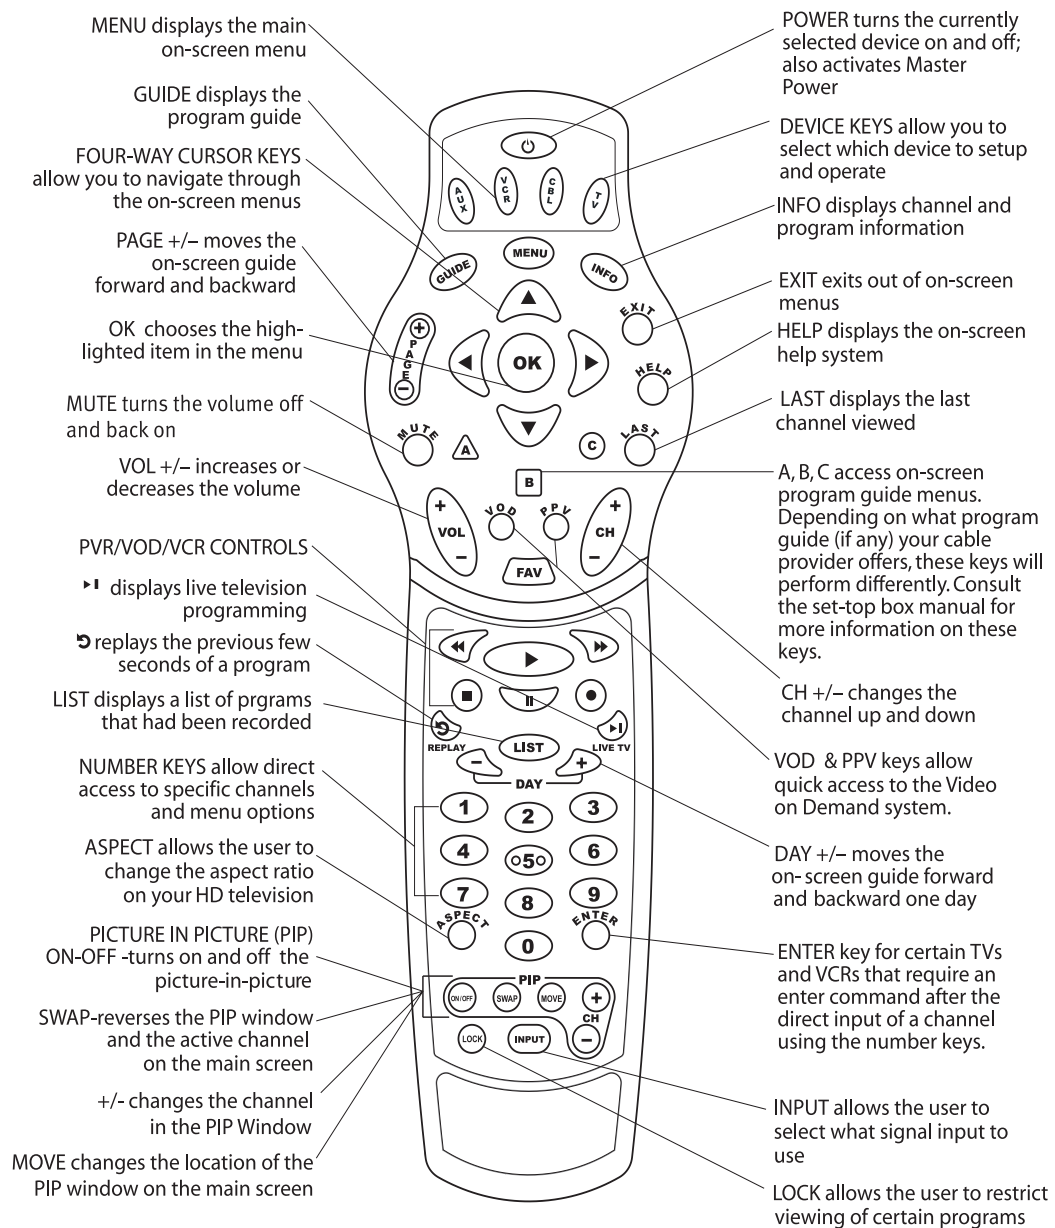 MENU displays the main
on-screen menu
GUIDE displays the
program guide
FOUR-WAY CURSOR KEYS
allow you to navigate through
the on-screen menus
PAGE +/– moves the
on-screen guide
forward and backward
OK chooses the high-
lighted item in the menu
MUTE turns the volume off
and back on
VOL +/– increases or
decreases the volume
PVR/VOD/VCR CONTROLS
displays live television
programming
replays the previous few
seconds of a program
LIST displays a list of prgrams
that had been recorded
NUMBER KEYS allow direct
access to specific channels
and menu options
ASPECT allows the user to
change the aspect ratio
on your HD television
PICTURE IN PICTURE (PIP)
ON-OFF -turns on and off the
picture-in-picture
SWAP-reverses the PIP window
and the active channel
on the main screen
+/- changes the channel
in the PIP Window
MOVE changes the location of the
PIP window on the main screen
AUX
VCR
CBL
TV
GUIDE
MENU
INFO
EXIT
+
PAGE
–
OK
HELP
MUTE
A
C
LAST
B
+
VOL
–
VOD
PPV
+
CH
–
FAV
REPLAY
LIST
LIVE TV
–
DAY
+
1
2
3
4
5
6
7
8
9
ASPECT
0
ENTER
PIP
ON/OFF
SWAP
MOVE
+
CH
–
LOCK
INPUT
POWER turns the currently
selected device on and off;
also activates Master
Power
DEVICE KEYS allow you to
select which device to setup
and operate
INFO displays channel and
program information
EXIT exits out of on-screen
menus
HELP displays the on-screen
help system
LAST displays the last
channel viewed
A, B, C access on-screen
program guide menus.
Depending on what program
guide (if any) your cable
provider offers, these keys will
perform differently. Consult
the set-top box manual for
more information on these
keys.
CH +/– changes the
channel up and down
VOD & PPV keys allow
quick access to the Video
on Demand system.
DAY +/– moves the
on- screen guide forward
and backward one day
ENTER key for certain TVs
and VCRs that require an
enter command after the
direct input of a channel
using the number keys.
INPUT allows the user to
select what signal input to
use
LOCK allows the user to restrict
viewing of certain programs